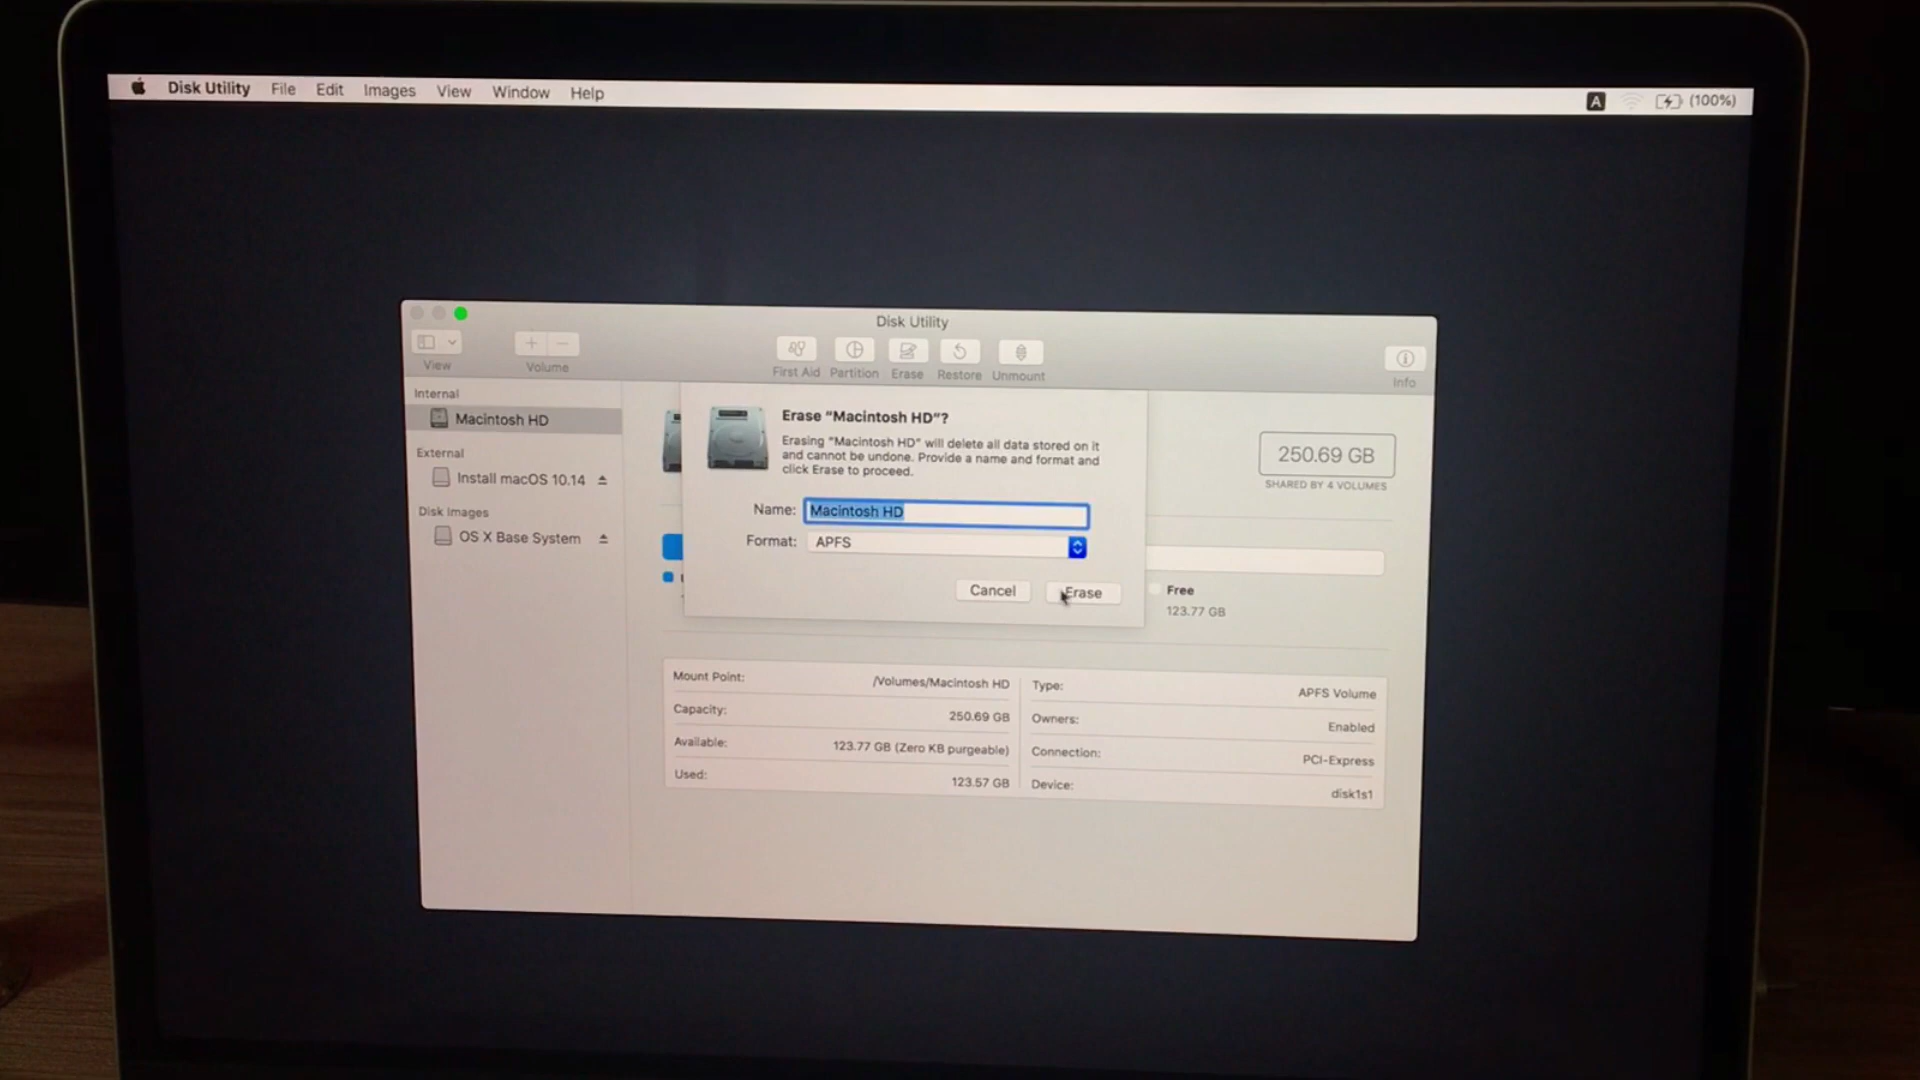 Disk Utility File Edit Images View Window Help A (100%)
Disk Utility
View Volume First Aid Partition Erase Restore Unmount Info
Internal
Macintosh HD
External
Install macOS 10.14
Disk Images
OS X Base System
Erase “Macintosh HD”?
Erasing “Macintosh HD” will delete all data stored on it
and cannot be undone. Provide a name and format and
click Erase to proceed.
Name: Macintosh HD
Format: APFS
Cancel Erase
250.69 GB
SHARED BY 4 VOLUMES
Free
123.77 GB
Mount Point: /Volumes/Macintosh HD
Capacity: 250.69 GB
Available: 123.77 GB (Zero KB purgeable)
Used: 123.57 GB
Type: APFS Volume
Owners: Enabled
Connection: PCI-Express
Device: disk1s1